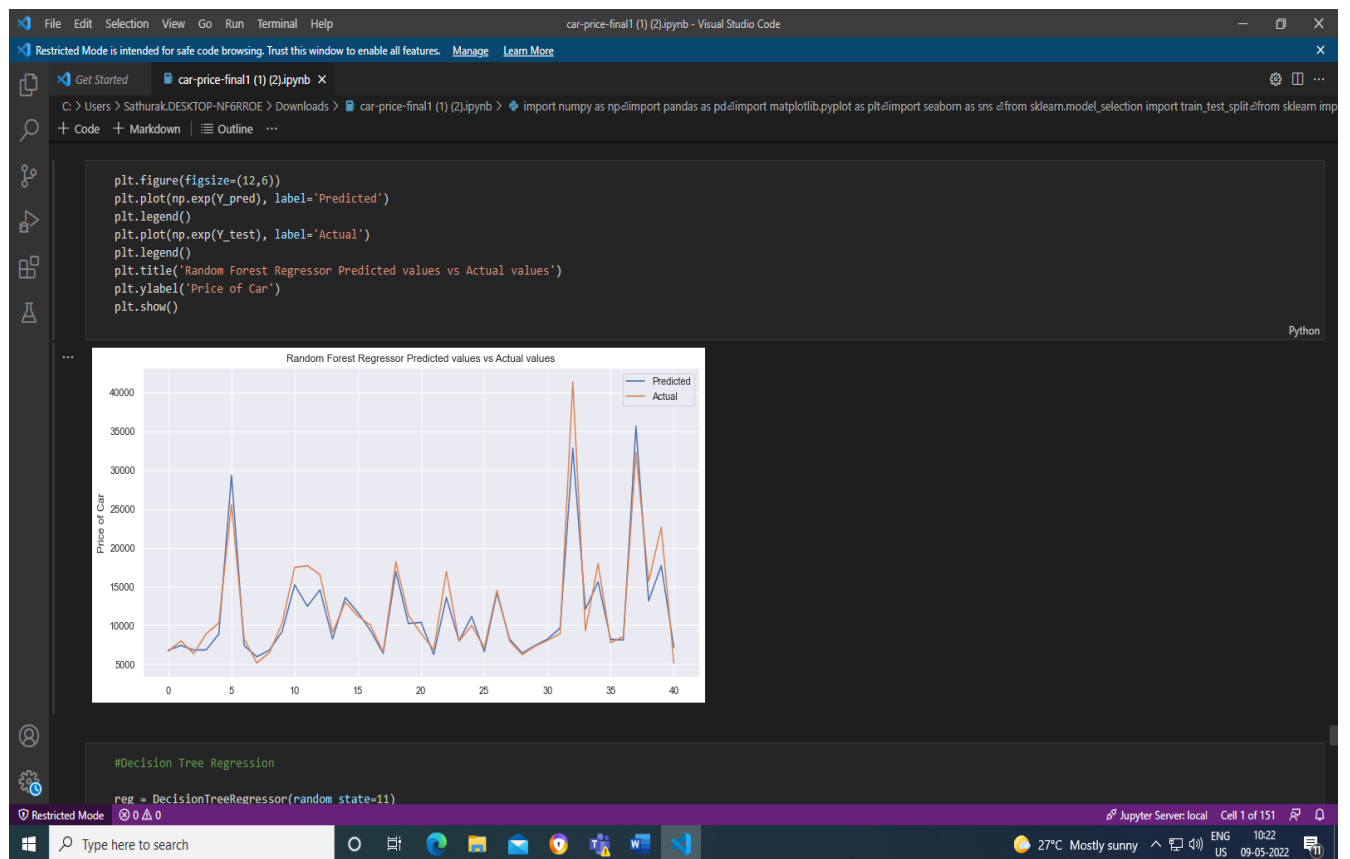 File Edit Selection View Go Run Terminal Help
car-price-final1 (1) (2).ipynb - Visual Studio Code
Restricted Mode is intended for safe code browsing. Trust this window to enable all features. Manage Learn More
Get Started
car-price-final1 (1) (2).ipynb
C: > Users > Sathurak.DESKTOP-NF6RROE > Downloads > car-price-final1 (1) (2).ipynb > import numpy as np⏎import pandas as pd⏎import matplotlib.pyplot as plt⏎import seaborn as sns ⏎from sklearn.model_selection import train_test_split⏎from sklearn imp
+ Code + Markdown Outline ...
plt.figure(figsize=(12,6))
plt.plot(np.exp(Y_pred), label='Predicted')
plt.legend()
plt.plot(np.exp(Y_test), label='Actual')
plt.legend()
plt.title('Random Forest Regressor Predicted values vs Actual values')
plt.ylabel('Price of Car')
plt.show()
Python
...
Random Forest Regressor Predicted values vs Actual values
Predicted
Actual
40000
35000
30000
25000
20000
15000
10000
5000
Price of Car
0 5 10 15 20 25 30 35 40
#Decision Tree Regression
reg = DecisionTreeRegressor(random_state=11)
Restricted Mode 0 0 Jupyter Server: local Cell 1 of 151
Type here to search
27°C Mostly sunny
ENG
US
10:22
09-05-2022
11